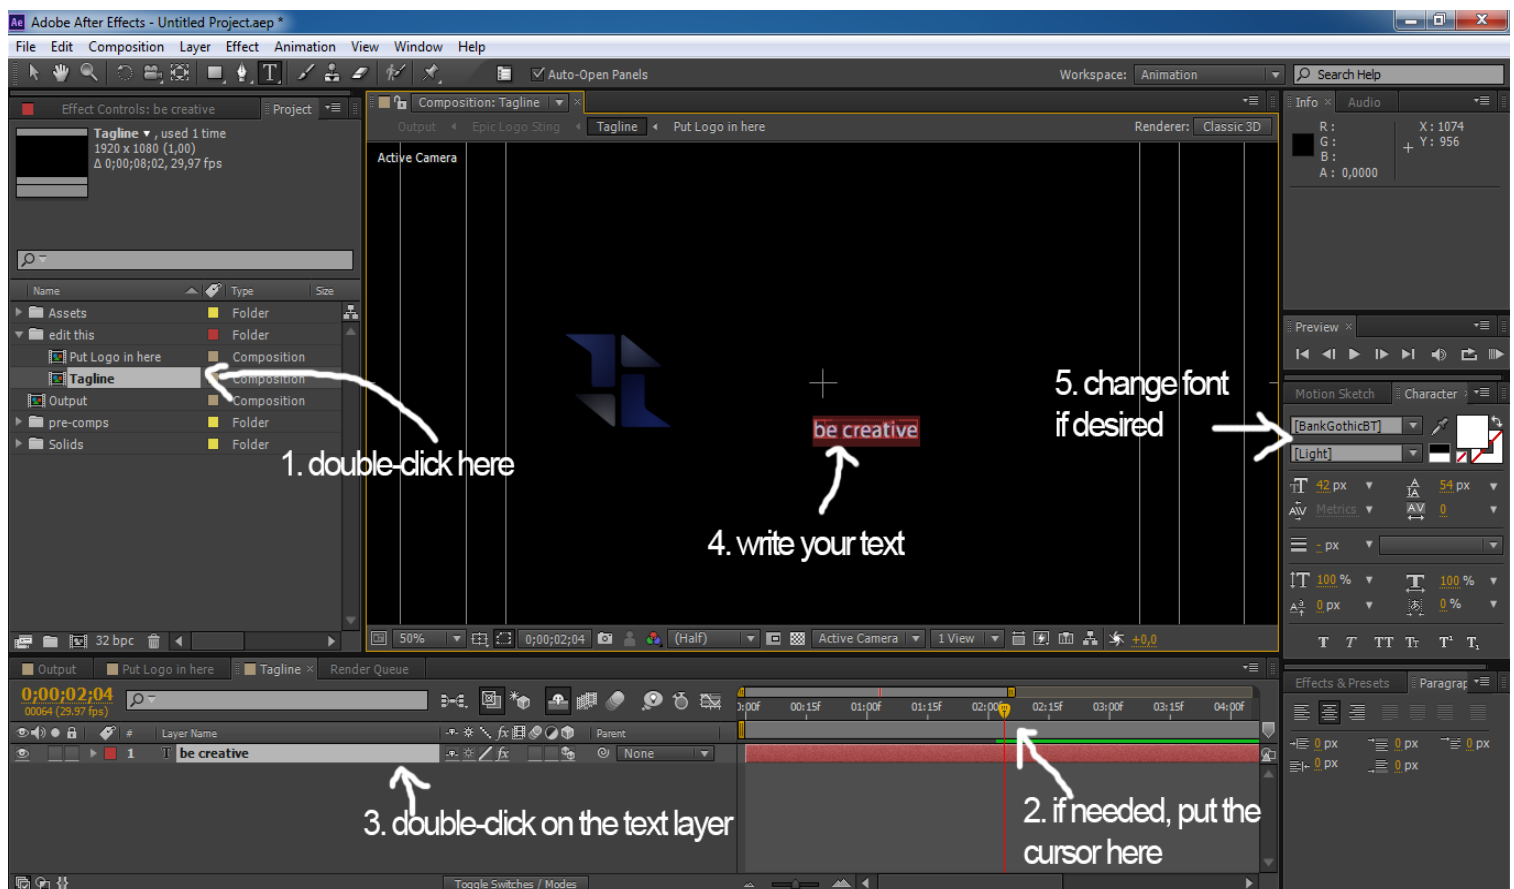 Ae Adobe After Effects - Untitled Project.aep *
File Edit Composition Layer Effect Animation View Window Help
Auto-Open Panels
Workspace: Animation
Search Help
Effect Controls: be creative
Project
Tagline , used 1 time
1920 x 1080 (1,00)
Δ 0;00;08;02, 29,97 fps
Name Type Size
Assets Folder
edit this Folder
Put Logo in here Composition
Tagline Composition
Output Composition
pre-comps Folder
Solids Folder
1. double-click here
32 bpc
Composition: Tagline
Output Epic Logo Sting Tagline Put Logo in here
Renderer: Classic 3D
Active Camera
be creative
4. write your text
5. change font
if desired
50% 0;00;02;04 (Half) Active Camera 1 View +0,0
Info Audio
R: X: 1074
G: Y: 956
B:
A: 0,0000
Preview
Motion Sketch Character
[BankGothicBT]
[Light]
42 px 54 px
Metrics 0
- px
100 % 100 %
0 px 0 %
T T TT Tт T¹ T,
Output Put Logo in here Tagline Render Queue
0;00;02;04
00064 (29.97 fps)
# Layer Name Parent
1 T be creative None
00f 00:15f 01:00f 01:15f 02:00f 02:15f 03:00f 03:15f 04:00f
3. double-click on the text layer
2. if needed, put the
cursor here
Toggle Switches / Modes
Effects & Presets Paragrap
0 px 0 px 0 px
0 px 0 px